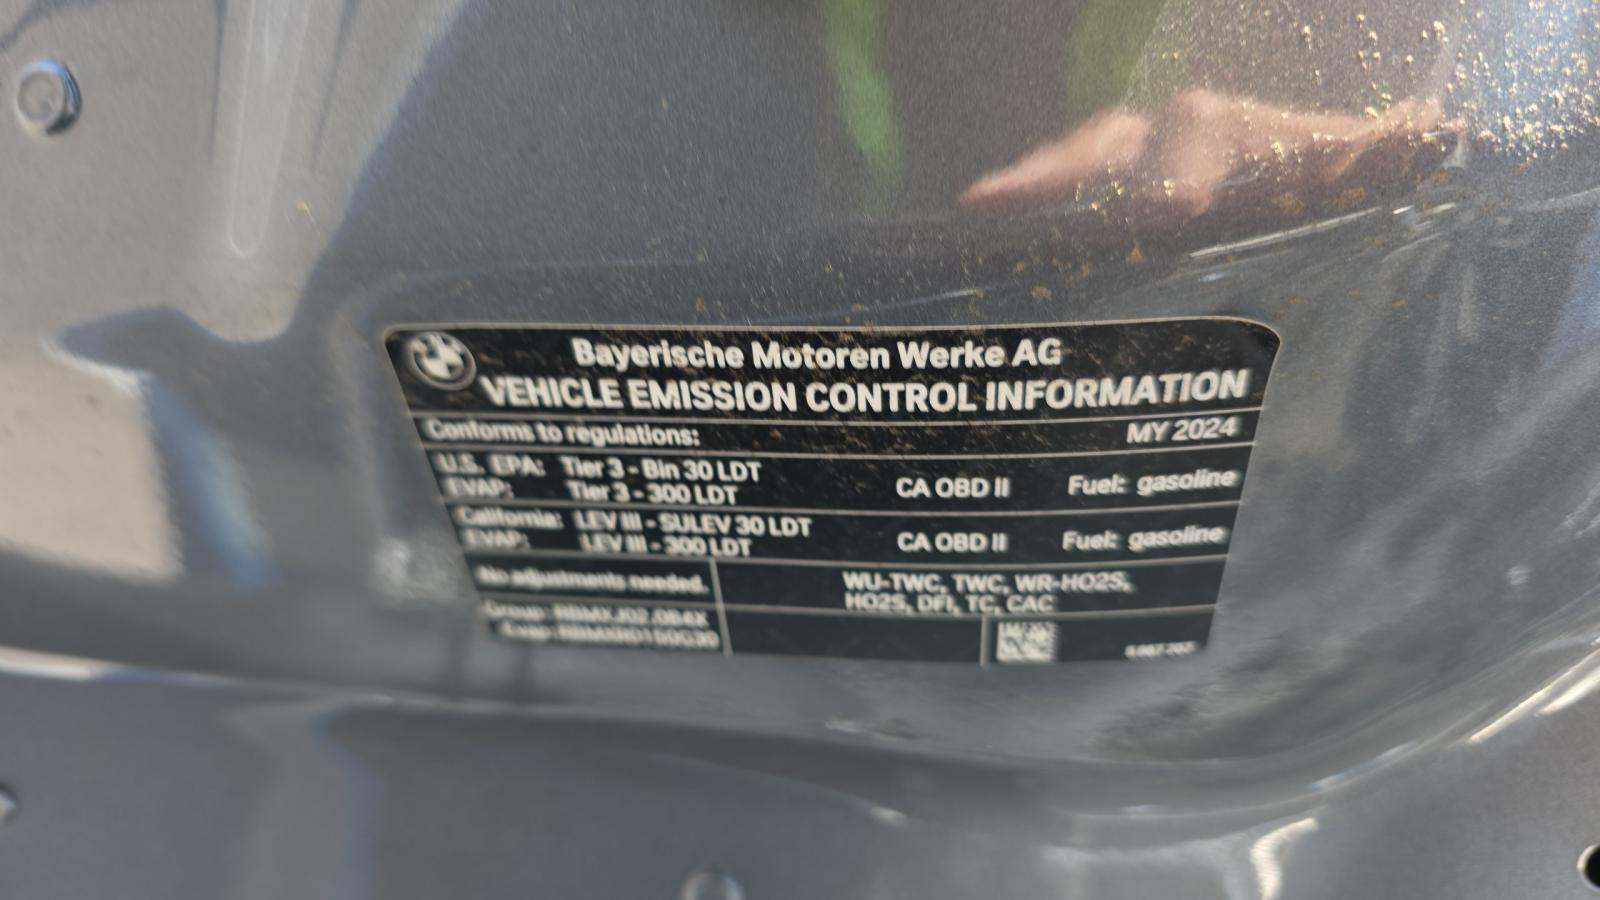 Bayerische Motoren Werke AG
VEHICLE EMISSION CONTROL INFORMATION
Conforms to regulations: MY 2024
U.S. EPA: Tier 3 - Bin 30 LDT
EVAP: Tier 3 - 300 LDT CA OBD II Fuel: gasoline
California: LEV III - SULEV 30 LDT
EVAP: LEV III - 300 LDT CA OBD II Fuel: gasoline
No adjustments needed.
WU-TWC, TWC, WR-HO2S,
HO2S, DFI, TC, CAC
Group:
Evap: